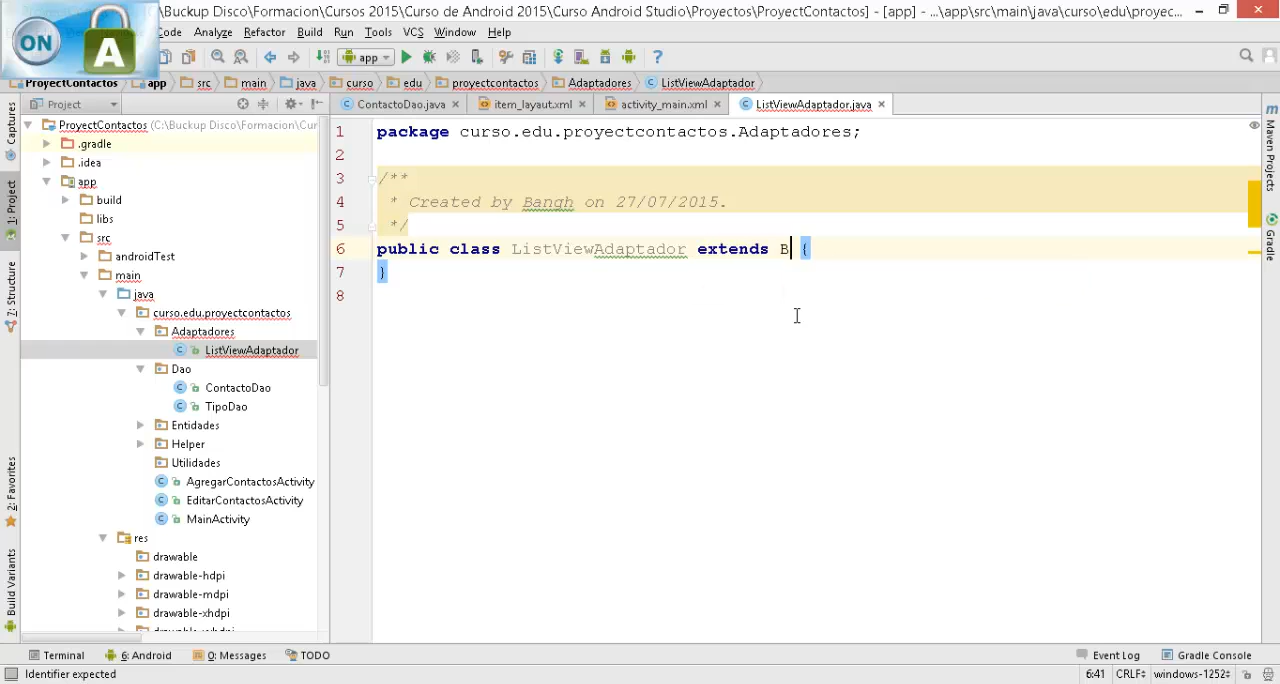 \Buckup Disco\Formacion\Cursos 2015\Curso de Android 2015\Curso Android Studio\Proyectos\ProyectContactos] - [app] - ...\app\src\main\java\curso\edu\proyec...
ON A
Code Analyze Refactor Build Run Tools VCS Window Help
app
ProyectContactos app src main java curso edu proyectcontactos Adaptadores ListViewAdaptador
Project
ContactoDao.java item_layaut.xml activity_main.xml ListViewAdaptador.java
ProyectContactos (C:\Buckup Disco\Formacion\Cur
.gradle
.idea
app
build
libs
src
androidTest
main
java
curso.edu.proyectcontactos
Adaptadores
ListViewAdaptador
Dao
ContactoDao
TipoDao
Entidades
Helper
Utilidades
AgregarContactosActivity
EditarContactosActivity
MainActivity
res
drawable
drawable-hdpi
drawable-mdpi
drawable-xhdpi
Captures
1: Project
7: Structure
2: Favorites
Build Variants
1 package curso.edu.proyectcontactos.Adaptadores;
2
3 /**
4 * Created by Bangh on 27/07/2015.
5 */
6 public class ListViewAdaptador extends B {
7 }
8
m Maven Projects
Gradle
Terminal 6: Android 0: Messages TODO Event Log Gradle Console
Identifier expected 6:41 CRLF windows-1252